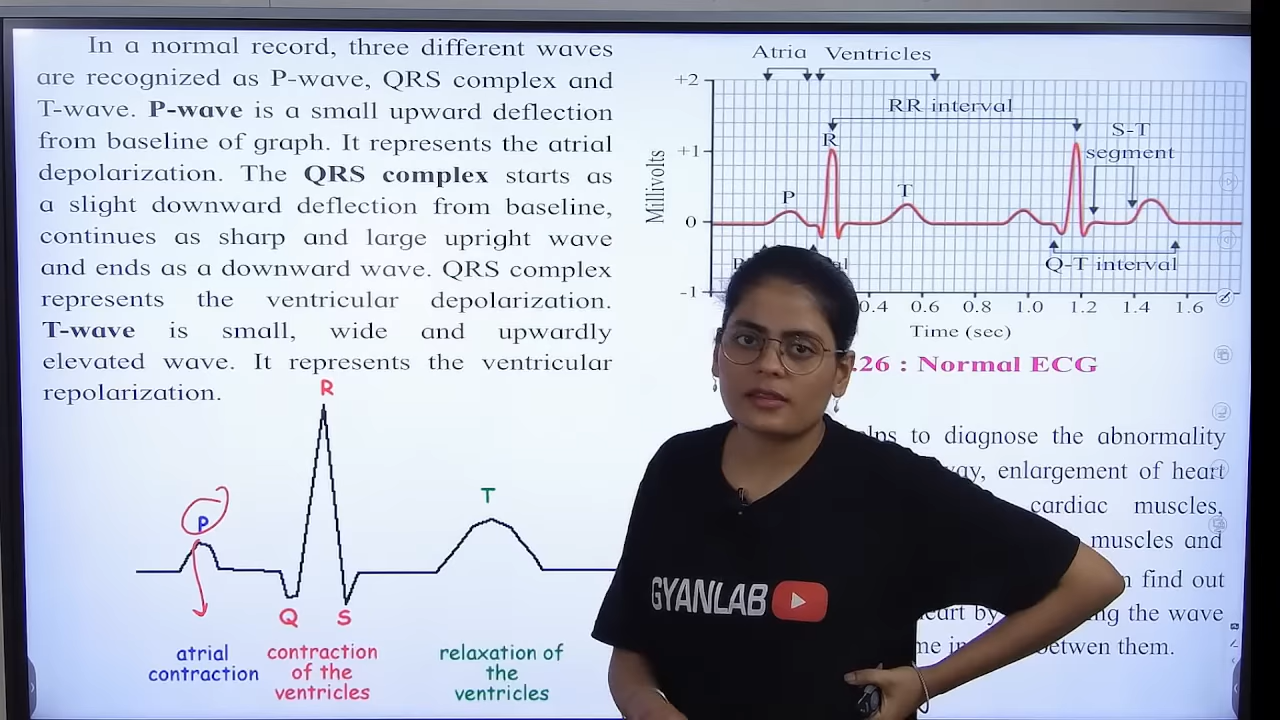 In a normal record, three different waves
are recognized as P-wave, QRS complex and
T-wave. P-wave is a small upward deflection
from baseline of graph. It represents the atrial
depolarization. The QRS complex starts as
a slight downward deflection from baseline,
continues as sharp and large upright wave
and ends as a downward wave. QRS complex
represents the ventricular depolarization.
T-wave is small, wide and upwardly
elevated wave. It represents the ventricular
repolarization.
R
P
T
Q S
atrial
contraction
contraction
of the
ventricles
relaxation of
the
ventricles
Atria Ventricles
+2
RR interval
R
S-T
segment
+1
Millivolts
P
T
0
Q-T interval
-1
0.4 0.6 0.8 1.0 1.2 1.4 1.6
Time (sec)
.26 : Normal ECG
to diagnose the abnormality
enlargement of heart
cardiac muscles,
muscles and
find out
the wave
betwen them.
GYANLAB